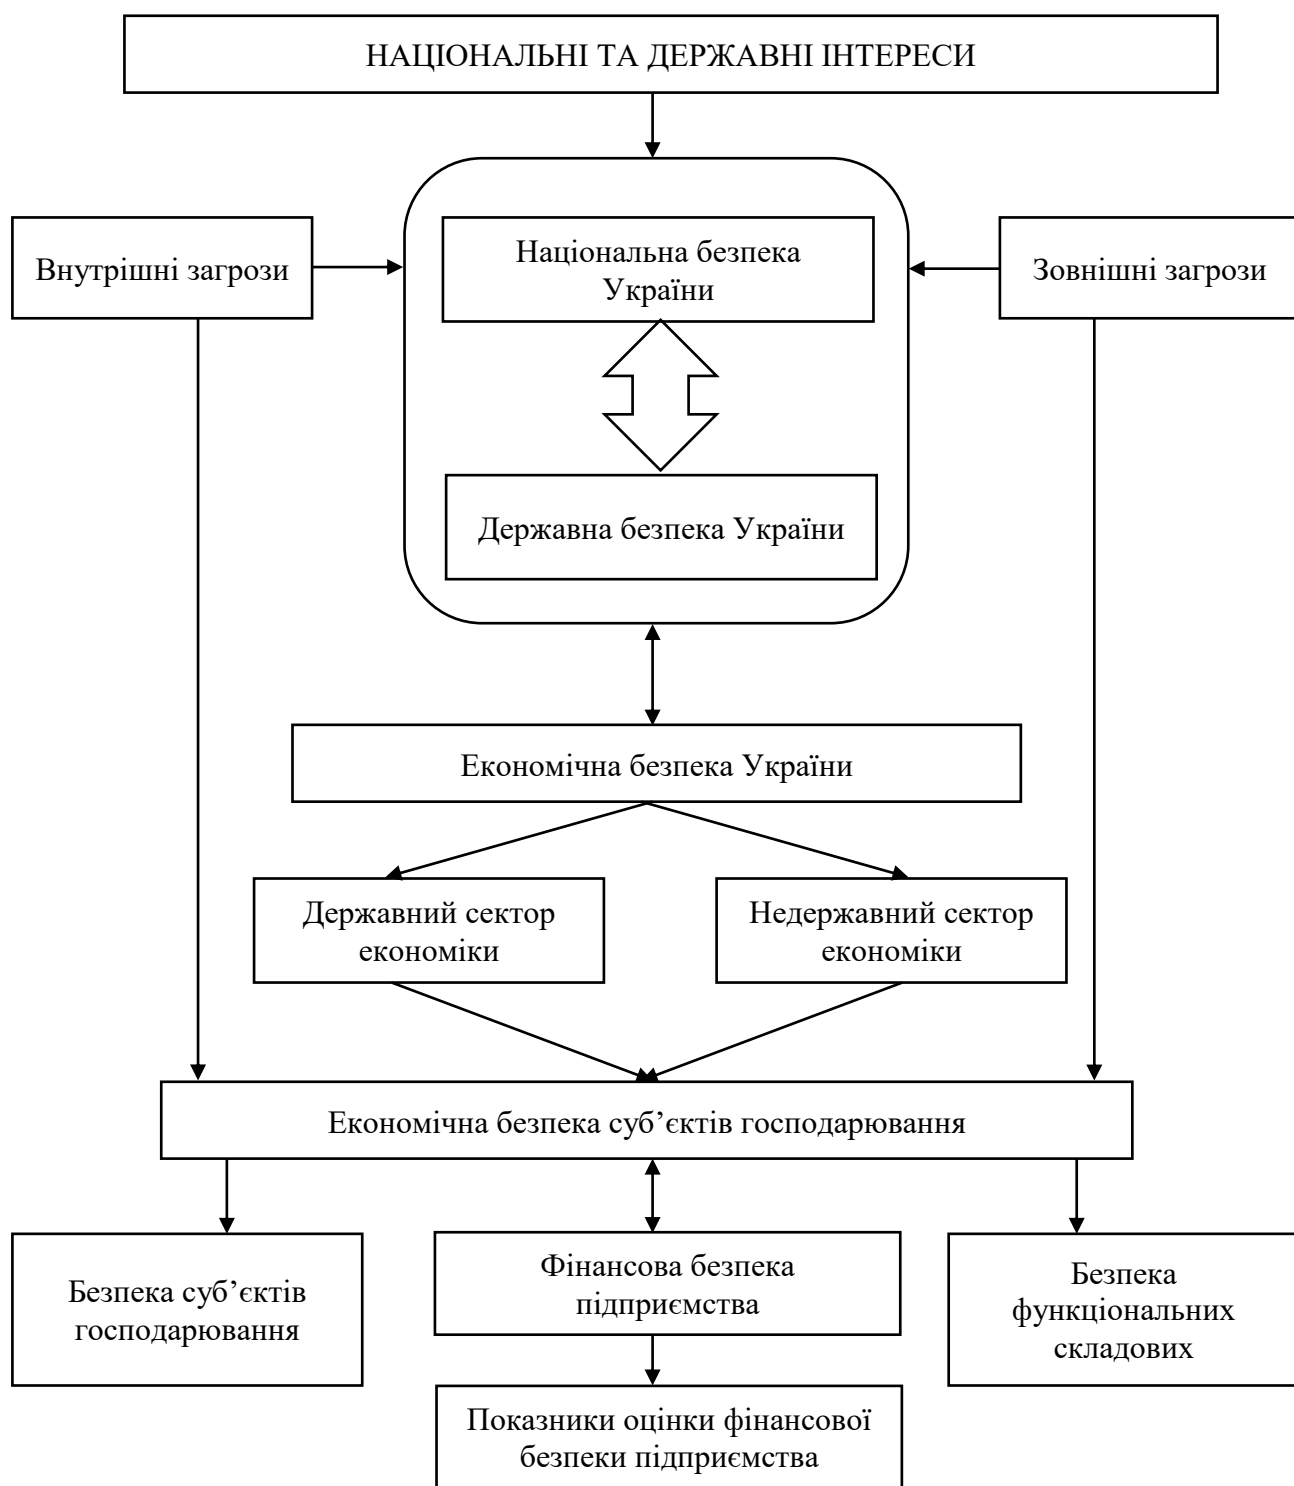 НАЦІОНАЛЬНІ ТА ДЕРЖАВНІ ІНТЕРЕСИ
Внутрішні загрози
Національна безпека
України
Зовнішні загрози
Державна безпека України
Економічна безпека України
Державний сектор
економіки
Недержавний сектор
економіки
Економічна безпека суб’єктів господарювання
Безпека суб’єктів
господарювання
Фінансова безпека
підприємства
Безпека
функціональних
складових
Показники оцінки фінансової
безпеки підприємства